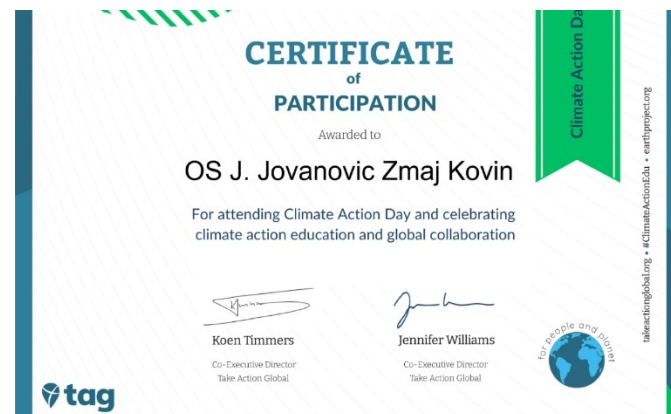 CERTIFICATE
of
PARTICIPATION
Awarded to
OS J. Jovanovic Zmaj Kovin
For attending Climate Action Day and celebrating
climate action education and global collaboration
Koen Timmers
Co-Executive Director
Take Action Global
Jennifer Williams
Co-Executive Director
Take Action Global
for people and planet
tag
Climate Action Da
takeactionglobal.org • #ClimateActionEdu • earthproject.org